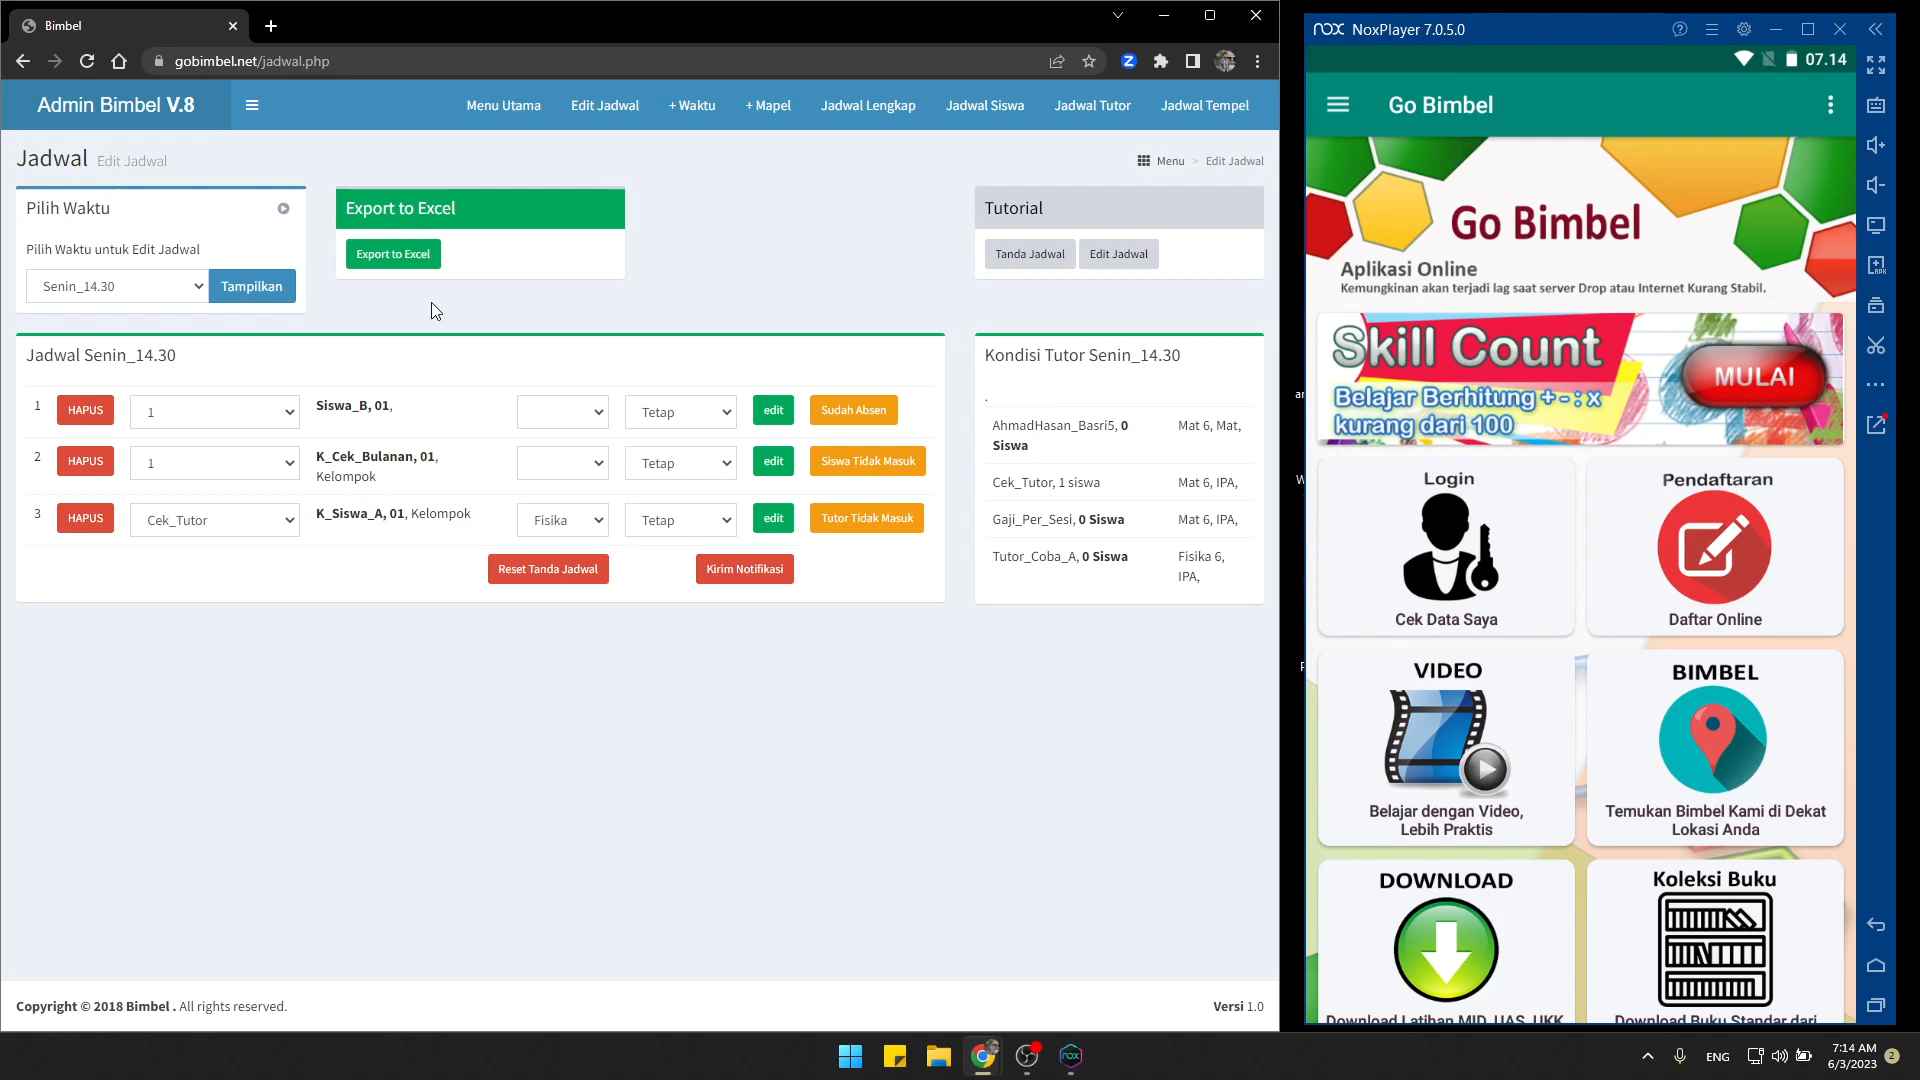 Bimbel
gobimbel.net/jadwal.php
Admin Bimbel V.8
Menu Utama
Edit Jadwal
+ Waktu
+ Mapel
Jadwal Lengkap
Jadwal Siswa
Jadwal Tutor
Jadwal Tempel
Jadwal Edit Jadwal
Menu > Edit Jadwal
Pilih Waktu
Pilih Waktu untuk Edit Jadwal
Senin_14.30
Tampilkan
Export to Excel
Export to Excel
Tutorial
Tanda Jadwal
Edit Jadwal
Jadwal Senin_14.30
1 HAPUS 1 Siswa_B, 01, Tetap edit Sudah Absen
2 HAPUS 1 K_Cek_Bulanan, 01, Tetap edit Siswa Tidak Masuk
Kelompok
3 HAPUS Cek_Tutor K_Siswa_A, 01, Kelompok Fisika Tetap edit Tutor Tidak Masuk
Reset Tanda Jadwal
Kirim Notifikasi
Kondisi Tutor Senin_14.30
.
AhmadHasan_Basri5, 0 Mat 6, Mat,
Siswa
Cek_Tutor, 1 siswa Mat 6, IPA,
Gaji_Per_Sesi, 0 Siswa Mat 6, IPA,
Tutor_Coba_A, 0 Siswa Fisika 6,
IPA,
Copyright © 2018 Bimbel . All rights reserved.
Versi 1.0
nox NoxPlayer 7.0.5.0
07.14
Go Bimbel
Go Bimbel
Aplikasi Online
Kemungkinan akan terjadi lag saat server Drop atau Internet Kurang Stabil.
Skill Count
MULAI
Belajar Berhitung + - : x
kurang dari 100
Login
Cek Data Saya
Pendaftaran
Daftar Online
VIDEO
Belajar dengan Video,
Lebih Praktis
BIMBEL
Temukan Bimbel Kami di Dekat
Lokasi Anda
DOWNLOAD
Download Latihan MID, UAS, UKK
Koleksi Buku
Download Buku Standar dari
ENG
7:14 AM
6/3/2023
2